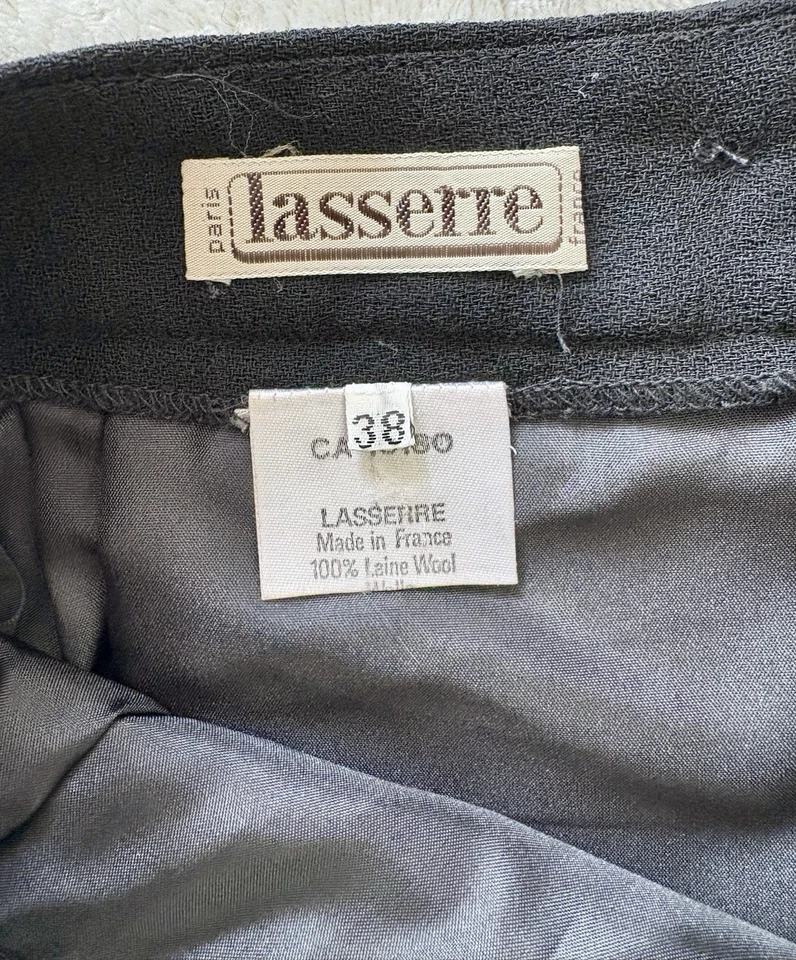 paris
lasserre
38
LASSERRE
Made in France
100% Laine Wool